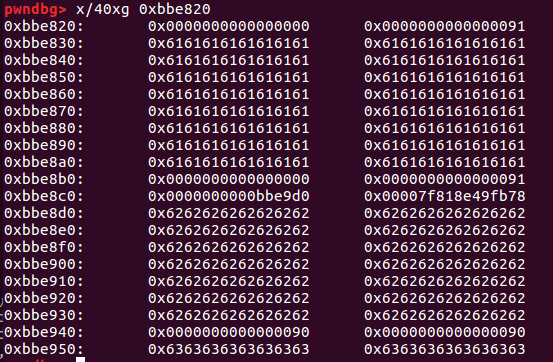 pwndbg> x/40xg 0xbbe820
0xbbe820: 0x0000000000000000 0x0000000000000091
0xbbe830: 0x6161616161616161 0x6161616161616161
0xbbe840: 0x6161616161616161 0x6161616161616161
0xbbe850: 0x6161616161616161 0x6161616161616161
0xbbe860: 0x6161616161616161 0x6161616161616161
0xbbe870: 0x6161616161616161 0x6161616161616161
0xbbe880: 0x6161616161616161 0x6161616161616161
0xbbe890: 0x6161616161616161 0x6161616161616161
0xbbe8a0: 0x6161616161616161 0x6161616161616161
0xbbe8b0: 0x0000000000000000 0x0000000000000091
0xbbe8c0: 0x0000000000bbe9d0 0x00007f818e49fb78
0xbbe8d0: 0x6262626262626262 0x6262626262626262
0xbbe8e0: 0x6262626262626262 0x6262626262626262
0xbbe8f0: 0x6262626262626262 0x6262626262626262
0xbbe900: 0x6262626262626262 0x6262626262626262
0xbbe910: 0x6262626262626262 0x6262626262626262
0xbbe920: 0x6262626262626262 0x6262626262626262
0xbbe930: 0x6262626262626262 0x6262626262626262
0xbbe940: 0x0000000000000090 0x0000000000000090
0xbbe950: 0x6363636363636363 0x6363636363636363